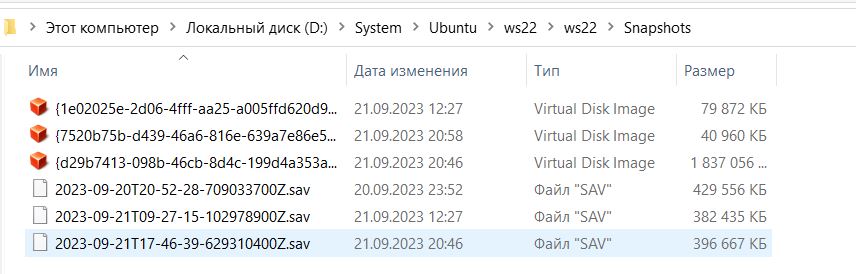 Этот компьютер > Локальный диск (D:) > System > Ubuntu > ws22 > ws22 > Snapshots
Имя Дата изменения Тип Размер
{1e02025e-2d06-4fff-aa25-a005ffd620d9... 21.09.2023 12:27 Virtual Disk Image 79 872 КБ
{7520b75b-d439-46a6-816e-639a7e86e5... 21.09.2023 20:58 Virtual Disk Image 40 960 КБ
{d29b7413-098b-46cb-8d4c-199d4a353a... 21.09.2023 20:46 Virtual Disk Image 1 837 056 ...
2023-09-20T20-52-28-709033700Z.sav 20.09.2023 23:52 Файл "SAV" 429 556 КБ
2023-09-21T09-27-15-102978900Z.sav 21.09.2023 12:27 Файл "SAV" 382 435 КБ
2023-09-21T17-46-39-629310400Z.sav 21.09.2023 20:46 Файл "SAV" 396 667 КБ